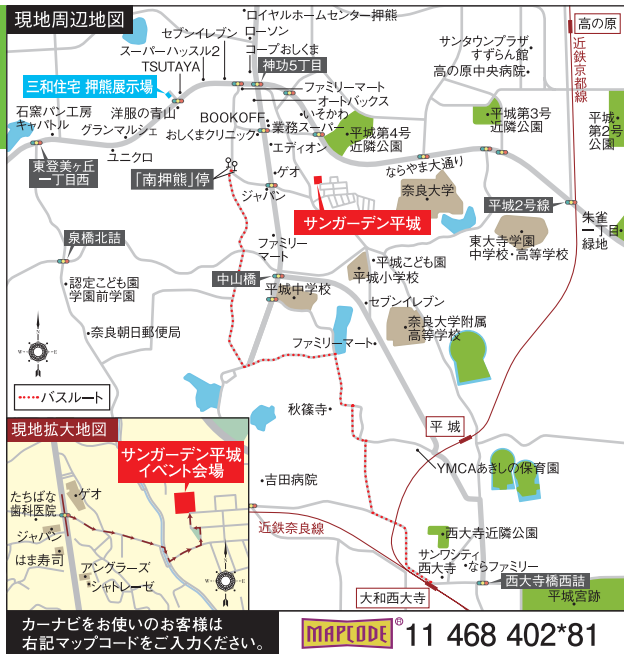 現地周辺地図
ロイヤルホームセンター押熊
セブンイレブン
ローソン
スーパーハッスル2
コープおしくま
TSUTAYA
神功5丁目
サンタウンプラザ
すずらん館
高の原中央病院
高の原
近鉄京都線
三和住宅 押熊展示場
ファミリーマート
オートバックス
いそかわ
石窯パン工房
キャパトル
洋服の青山
グランマルシェ
BOOKOFF
おしくまクリニック
業務スーパー
エディオン
平城第4号
近隣公園
平城第3号
近隣公園
平城
第2号
公園
東登美ヶ丘
一丁目西
ユニクロ
「南押熊」停
ゲオ
ジャパン
ならやま大通り
奈良大学
サンガーデン平城
平城2号線
朱雀
一丁目
緑地
東大寺学園
中学校・高等学校
泉橋北詰
ファミリー
マート
認定こども園
学園前学園
中山橋
平城中学校
平城こども園
平城小学校
セブンイレブン
奈良大学附属
高等学校
奈良朝日郵便局
ファミリーマート
N
W
E
S
バスルート
秋篠寺
平城
YMCAあきしの保育園
吉田病院
近鉄奈良線
西大寺近隣公園
サンワシティ
西大寺
ならファミリー
西大寺橋西詰
大和西大寺
平城宮跡
現地拡大地図
サンガーデン平城
イベント会場
たちばな
歯科医院
ゲオ
ジャパン
はま寿司
アングラーズ
シャトレーゼ
N
W
E
S
カーナビをお使いのお客様は
右記マップコードをご入力ください。
MAPCODE® 11 468 402*81